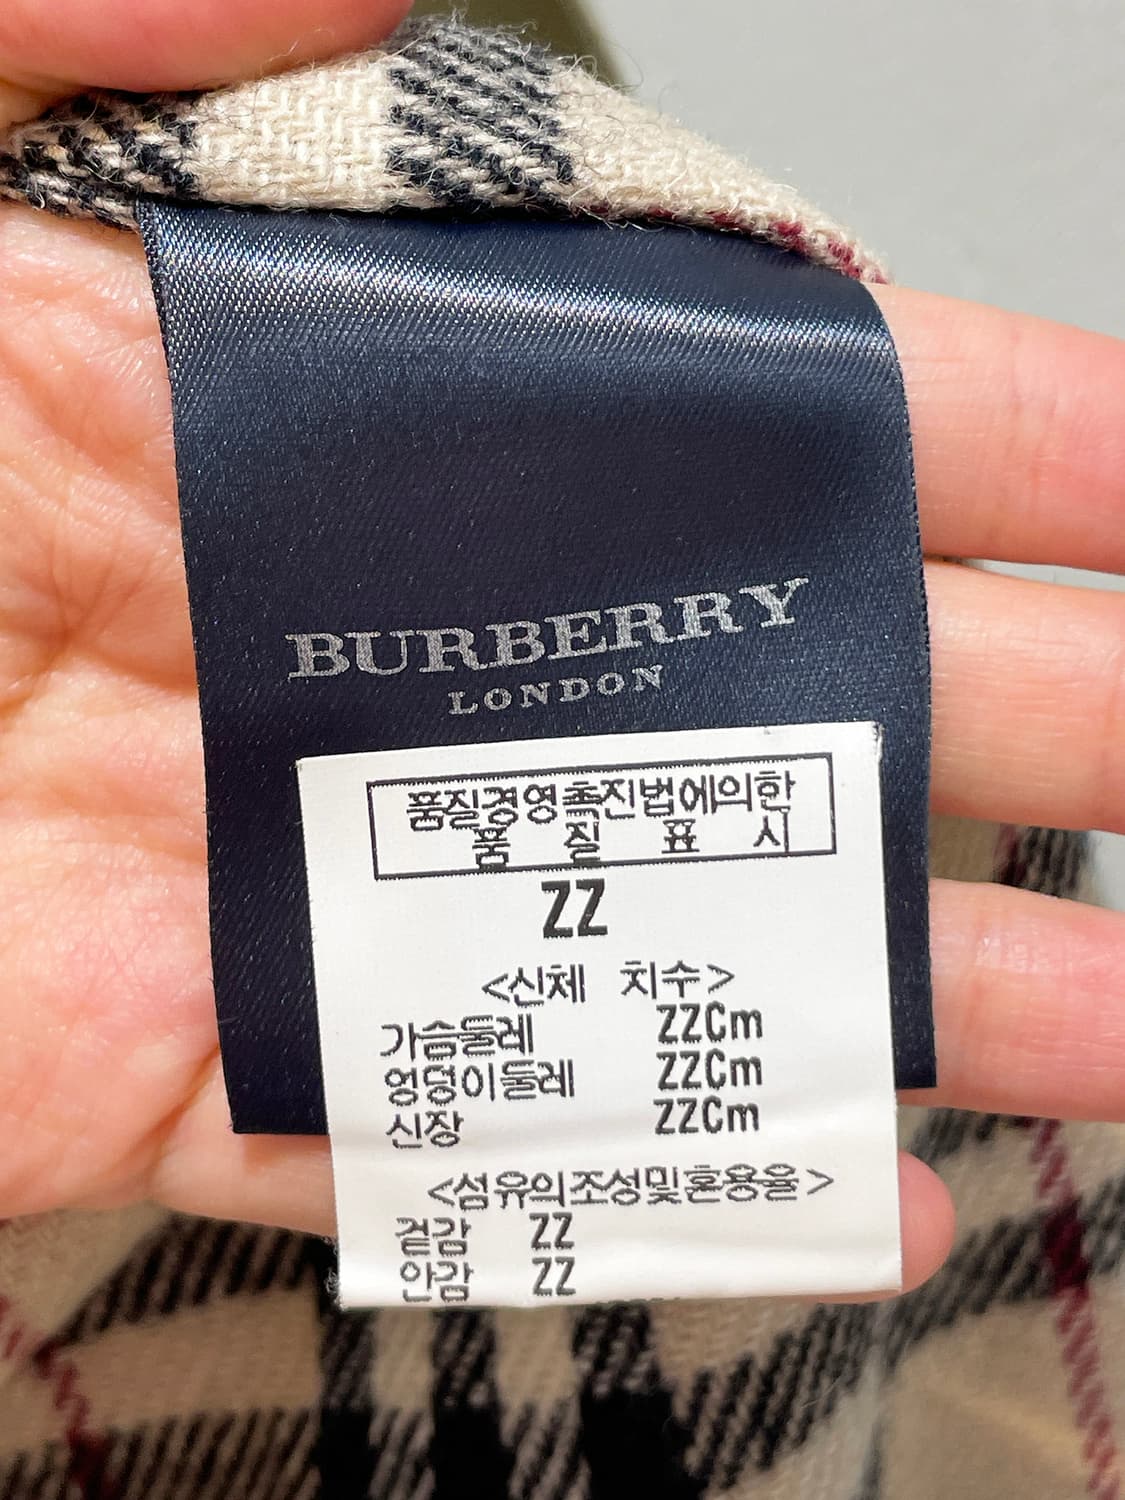 BURBERRY
LONDON
품질경영촉진법에의한
품 질 표 시
ZZ
<신체 치수>
가슴둘레 ZZCm
엉덩이둘레 ZZCm
신장 ZZCm
<섬유의조성및혼용율>
겉감 ZZ
안감 ZZ